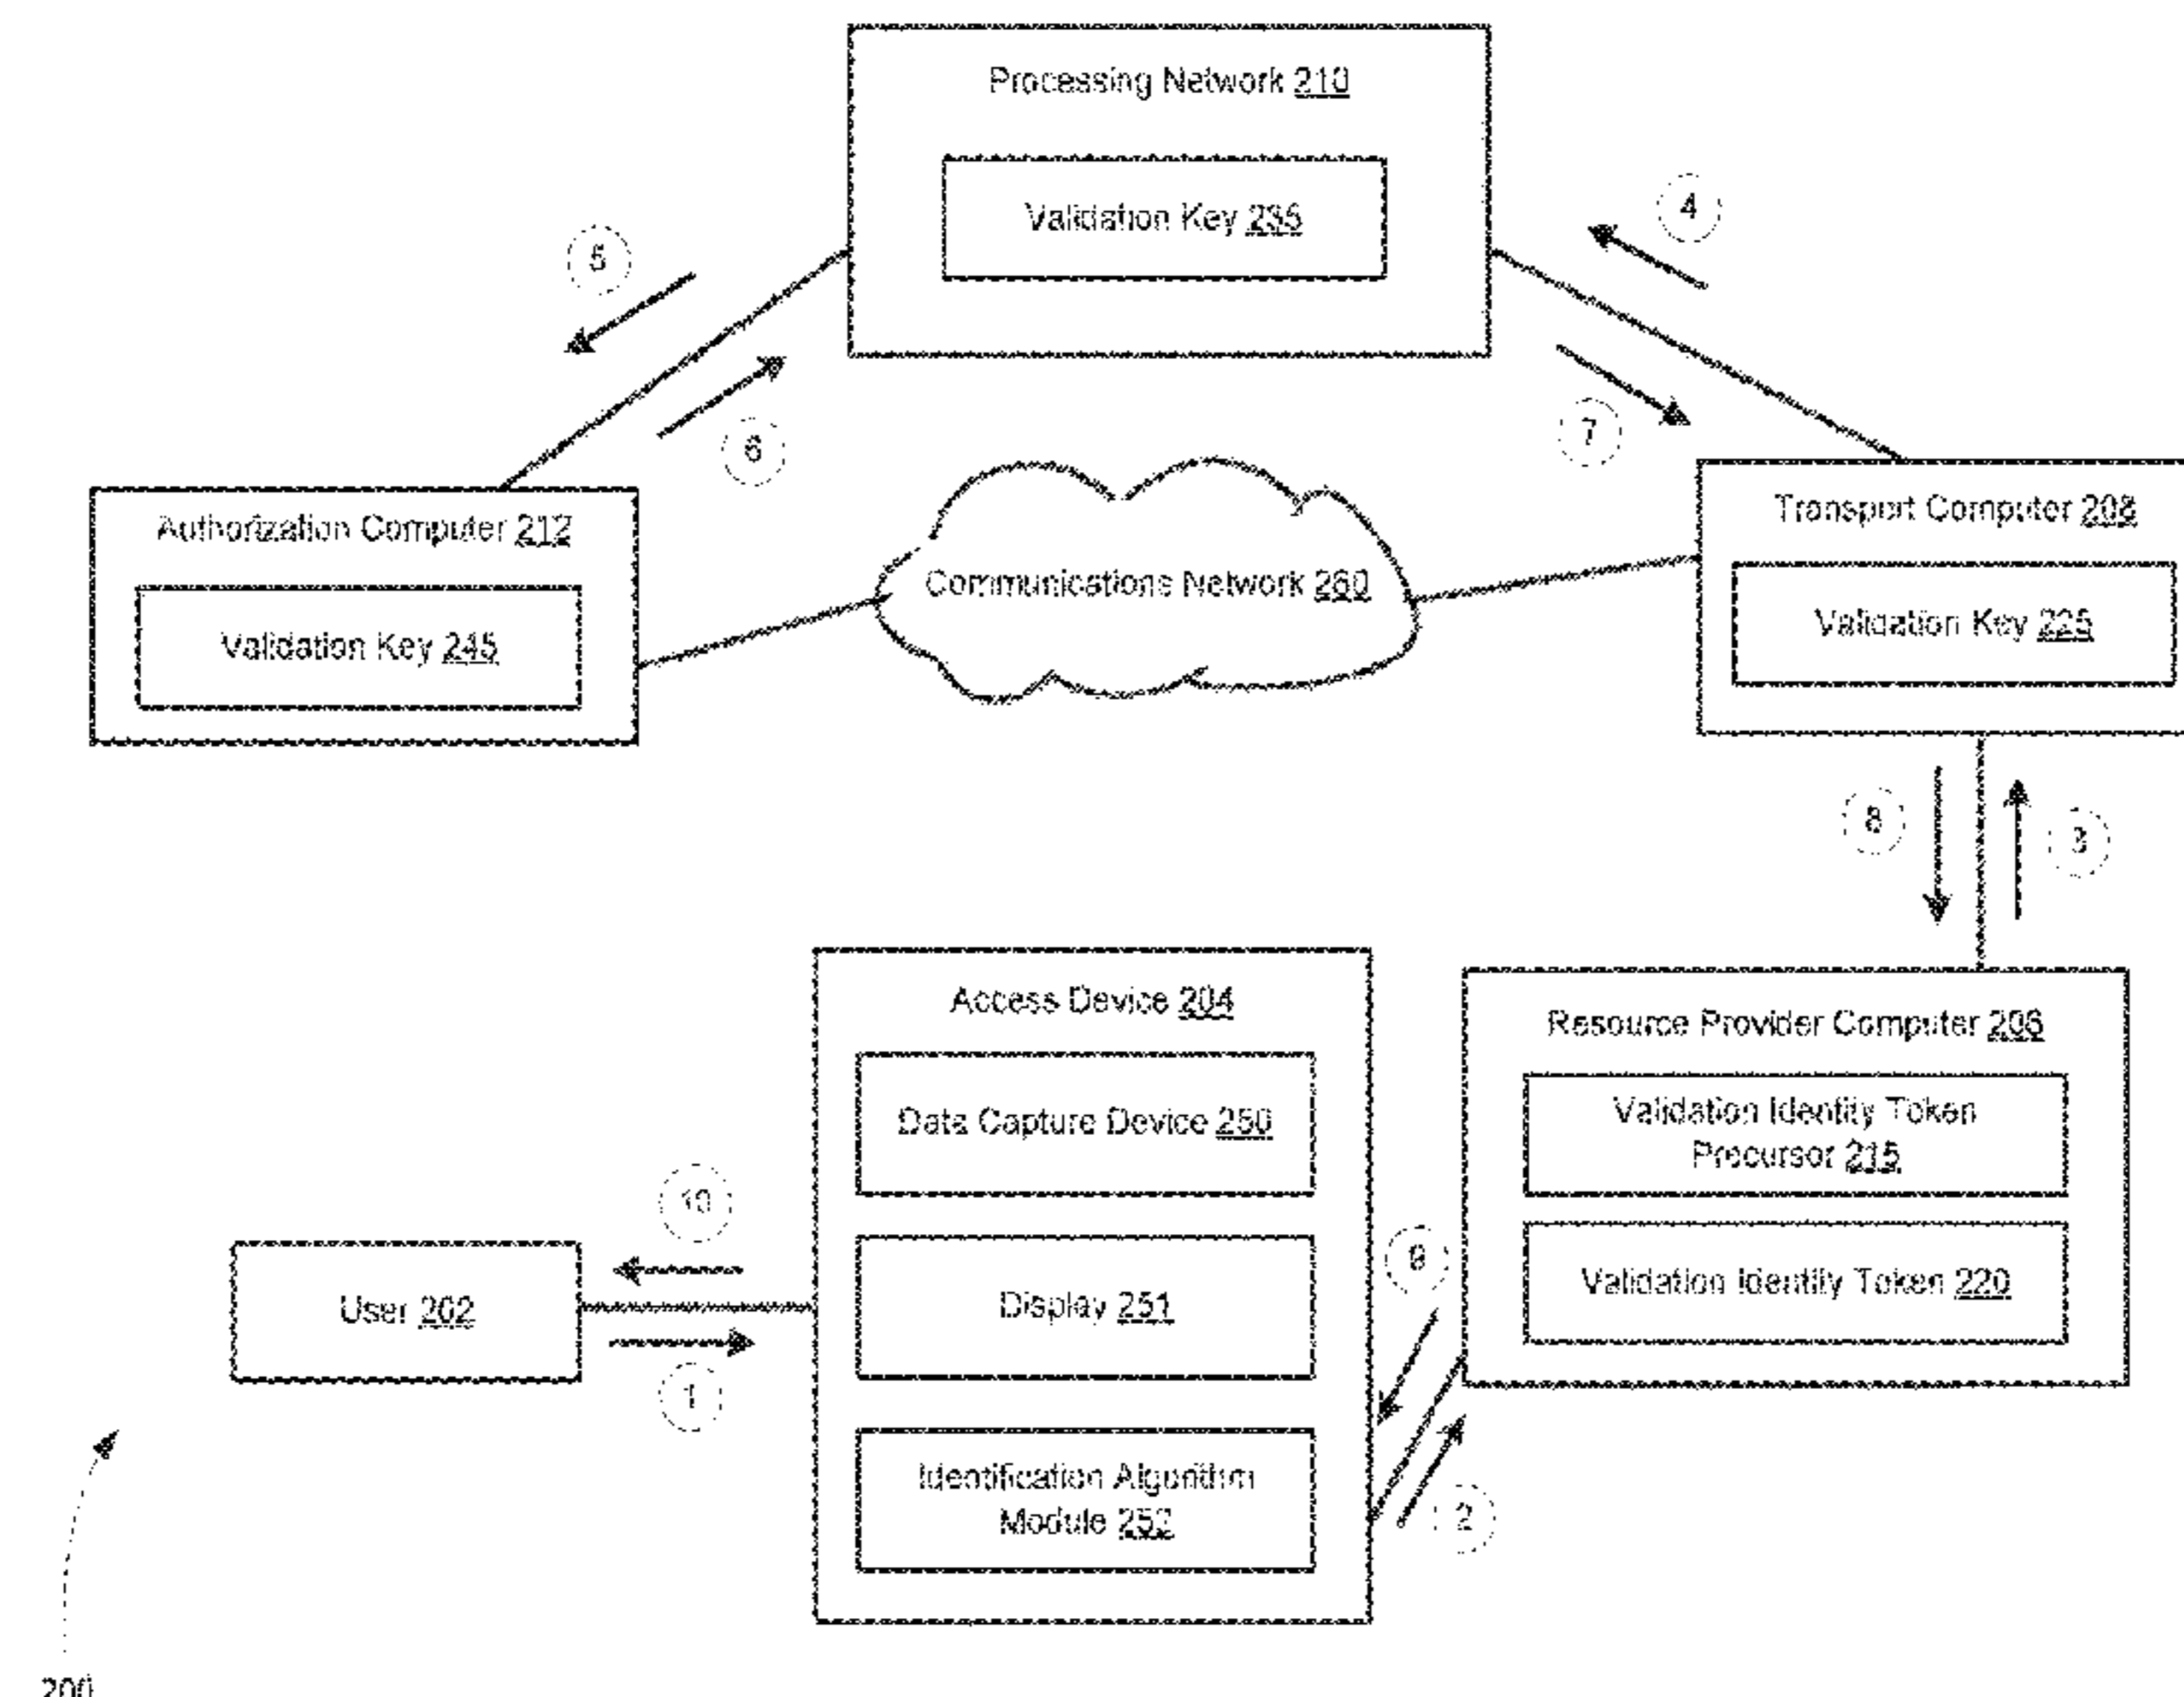 Processing Network 210
Validation Key 235
4
5
6
7
Authorization Computer 212
Validation Key 245
Communications Network 260
Transport Computer 208
Validation Key 225
8
3
Access Device 204
Data Capture Device 250
Display 251
Identification Algorithm
Module 252
Resource Provider Computer 206
Validation Identity Token
Precursor 215
Validation Identity Token 220
10
User 202
1
9
2
200